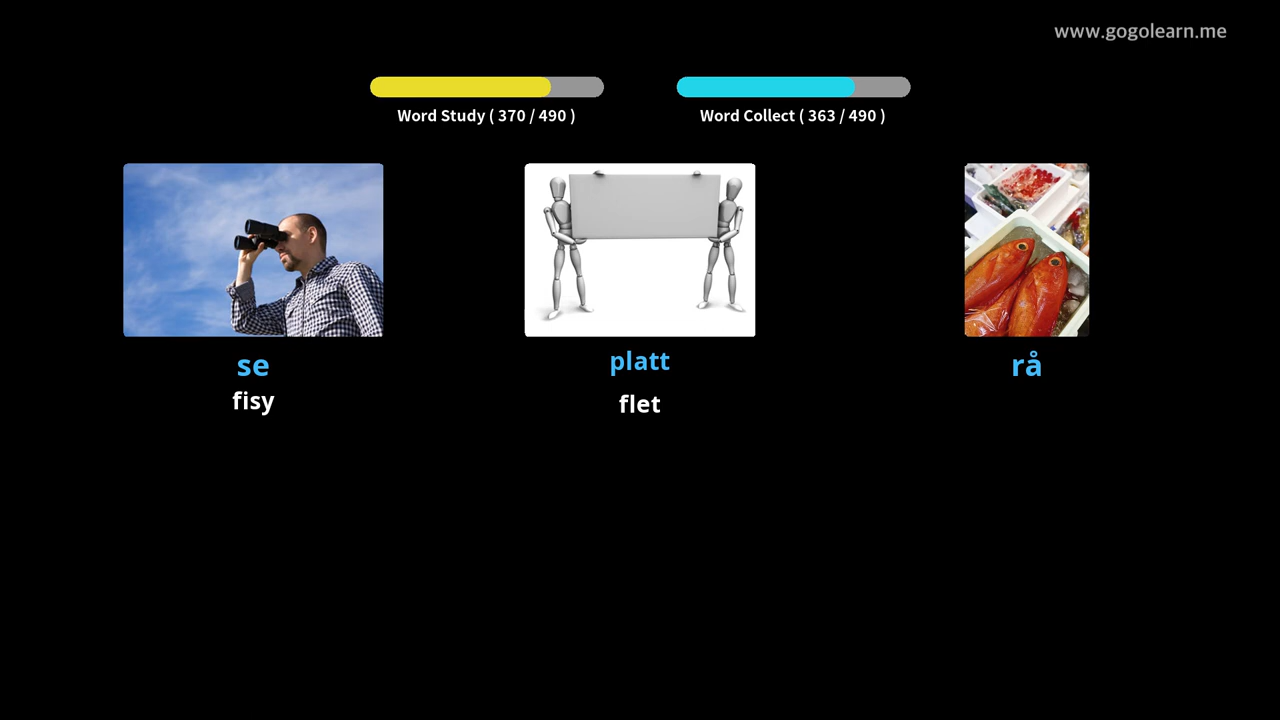 www.gogolearn.me
Word Study ( 370 / 490 )
Word Collect ( 363 / 490 )
se
platt
rå
fisy
flet